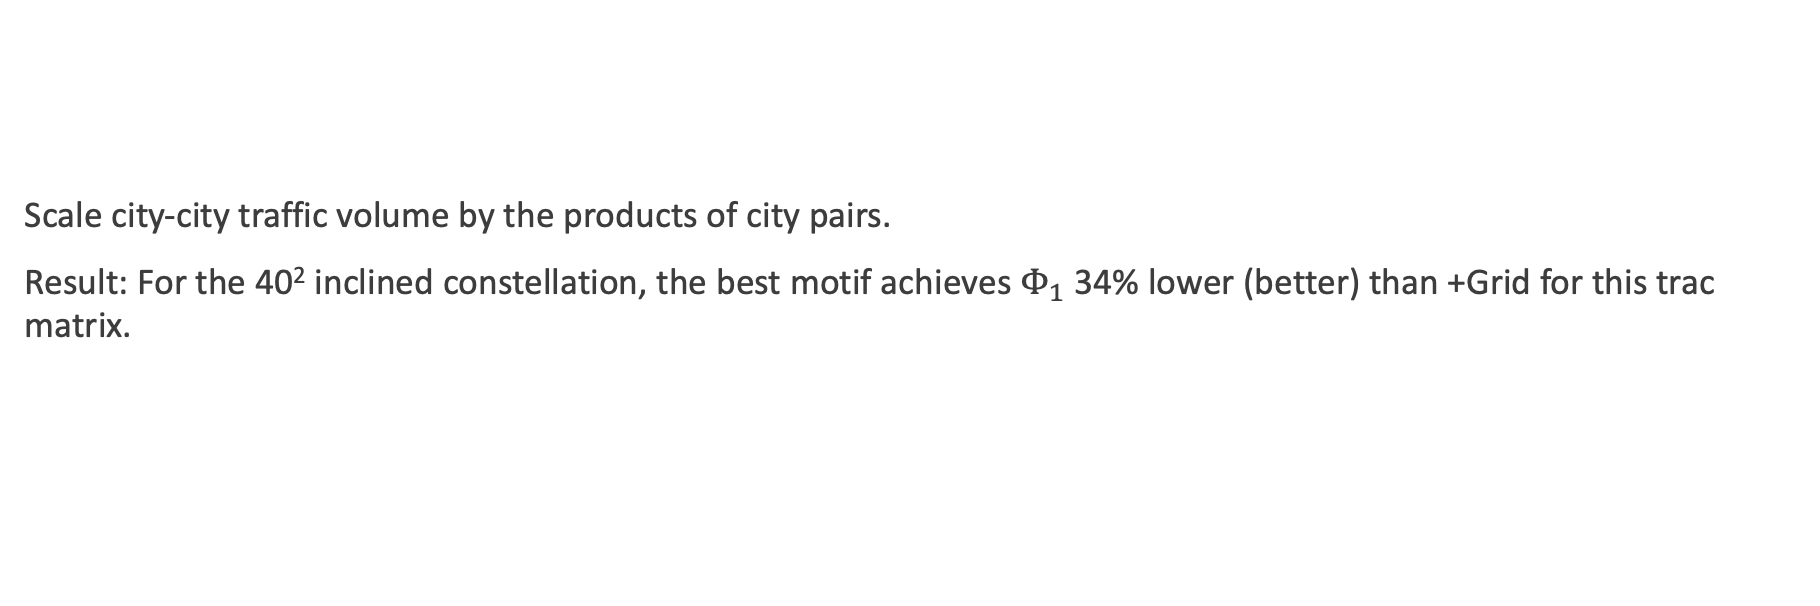 Scale city-city traffic volume by the products of city pairs.
Result: For the 40² inclined constellation, the best motif achieves Φ₁ 34% lower (better) than +Grid for this trac
matrix.